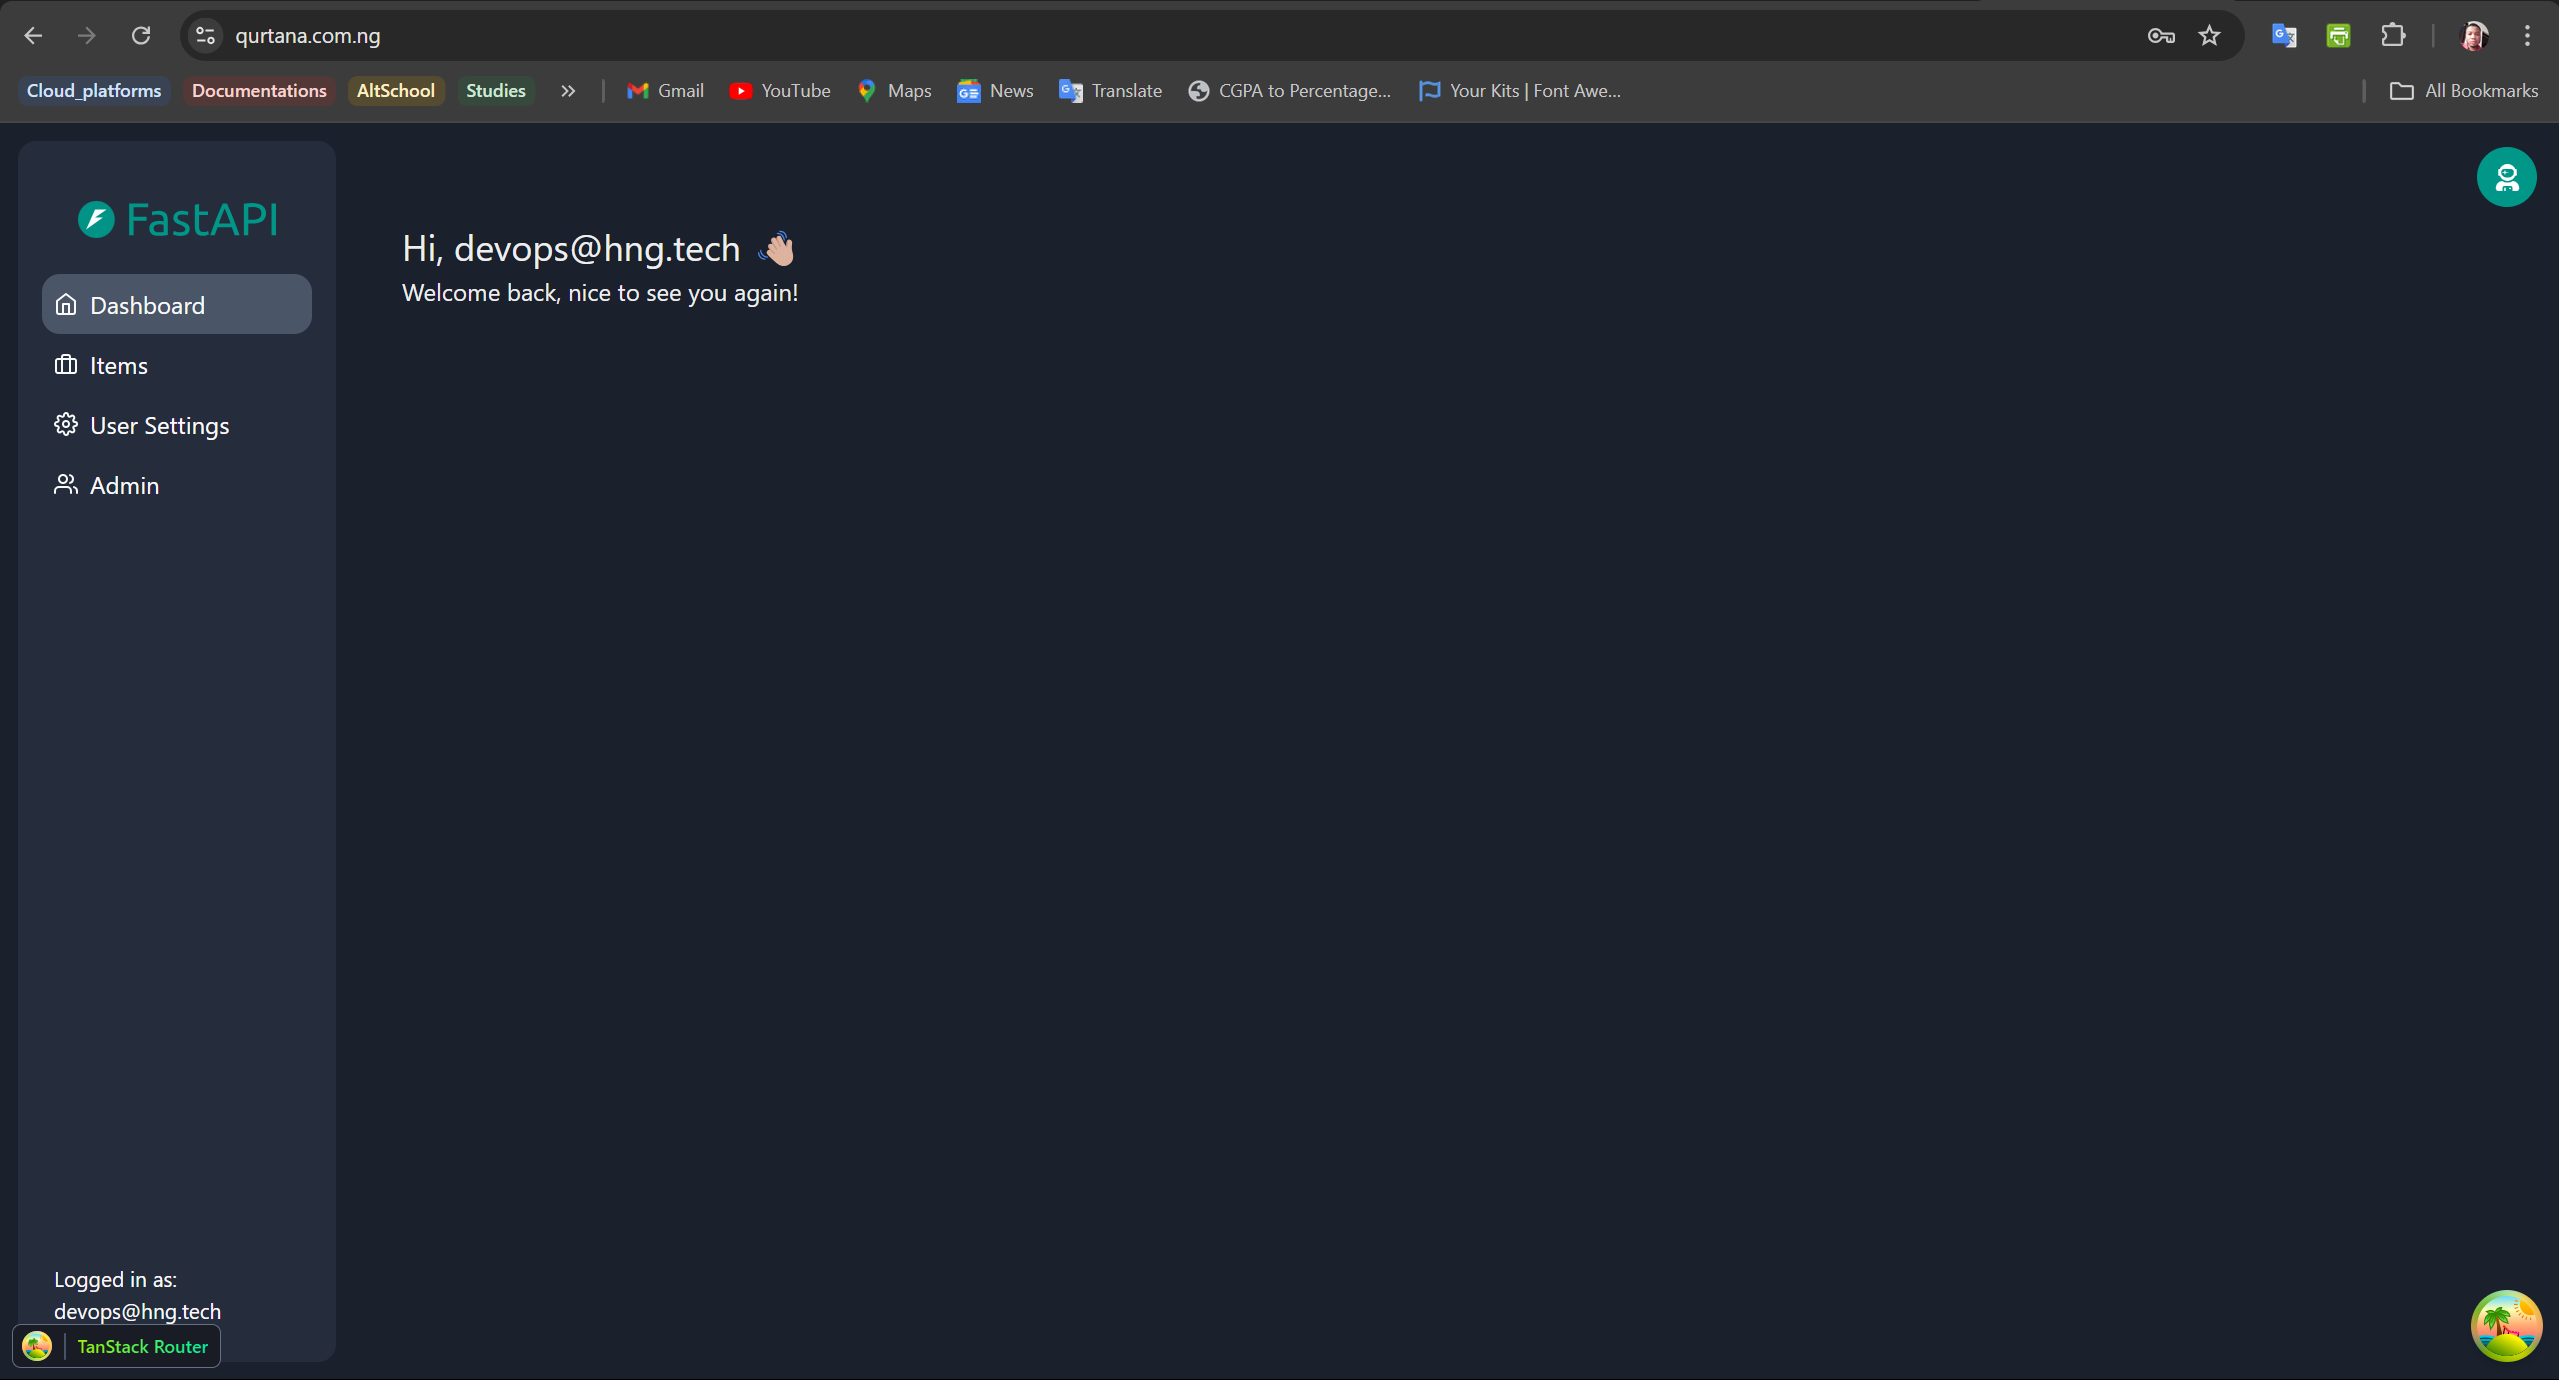 qurtana.com.ng
Cloud_platforms Documentations AltSchool Studies Gmail YouTube Maps News Translate CGPA to Percentage... Your Kits | Font Awe... All Bookmarks
FastAPI
Hi, devops@hng.tech
Welcome back, nice to see you again!
Dashboard
Items
User Settings
Admin
Logged in as:
devops@hng.tech
TanStack Router